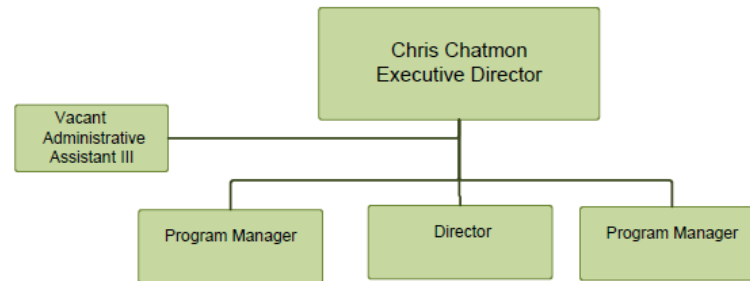 Chris Chatmon
Executive Director
Vacant
Administrative
Assistant III
Program Manager
Director
Program Manager